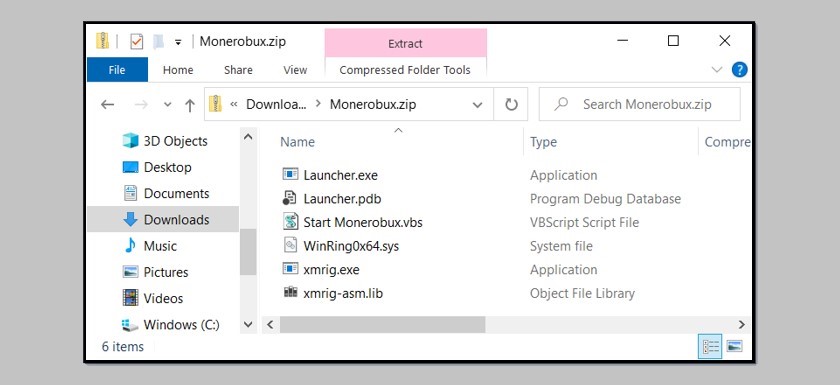 Monerobux.zip
Extract
File
Home
Share
View
Compressed Folder Tools
?
« Downloa... > Monerobux.zip
Search Monerobux.zip
3D Objects
Desktop
Documents
Downloads
Music
Pictures
Videos
Windows (C:)
Name Type Compre
Launcher.exe Application
Launcher.pdb Program Debug Database
Start Monerobux.vbs VBScript Script File
WinRing0x64.sys System file
xmrig.exe Application
xmrig-asm.lib Object File Library
6 items